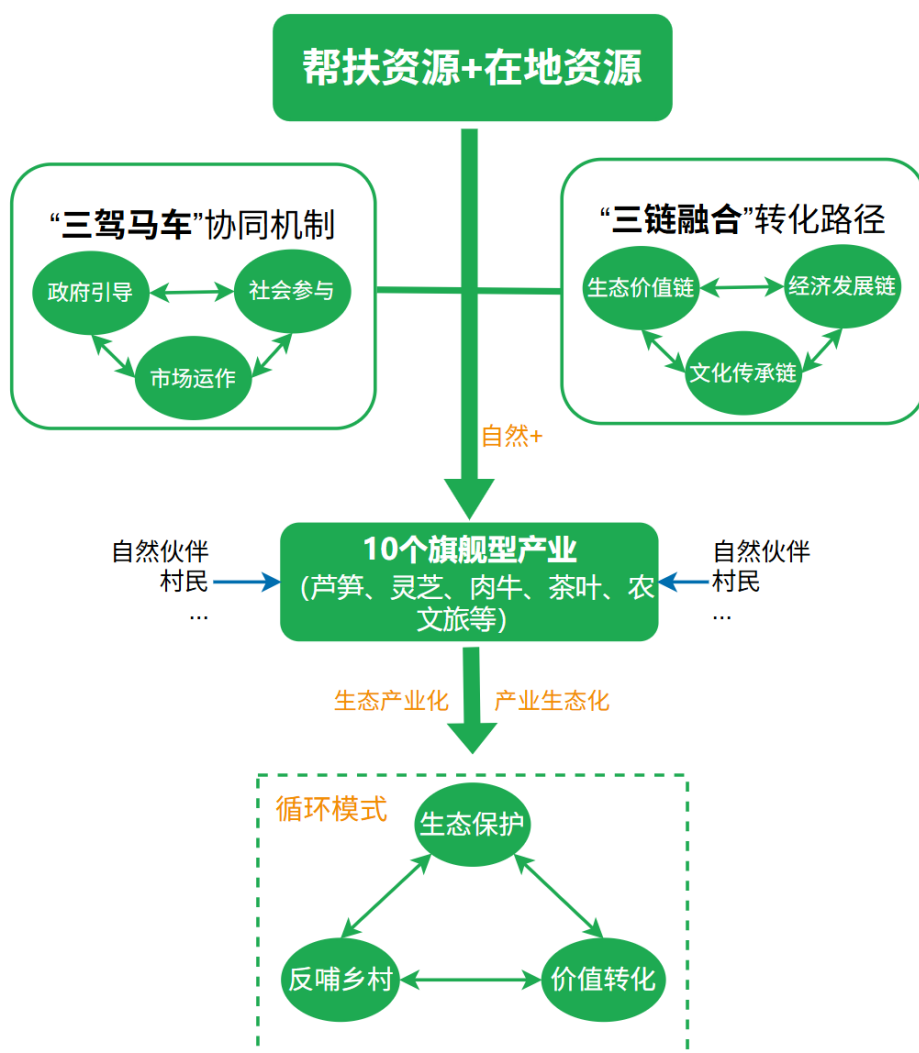 帮扶资源+在地资源
“三驾马车”协同机制
政府引导
社会参与
市场运作
“三链融合”转化路径
生态价值链
经济发展链
文化传承链
自然+
自然伙伴
村民
...
10个旗舰型产业
（芦笋、灵芝、肉牛、茶叶、农
文旅等）
自然伙伴
村民
...
生态产业化
产业生态化
循环模式
生态保护
反哺乡村
价值转化